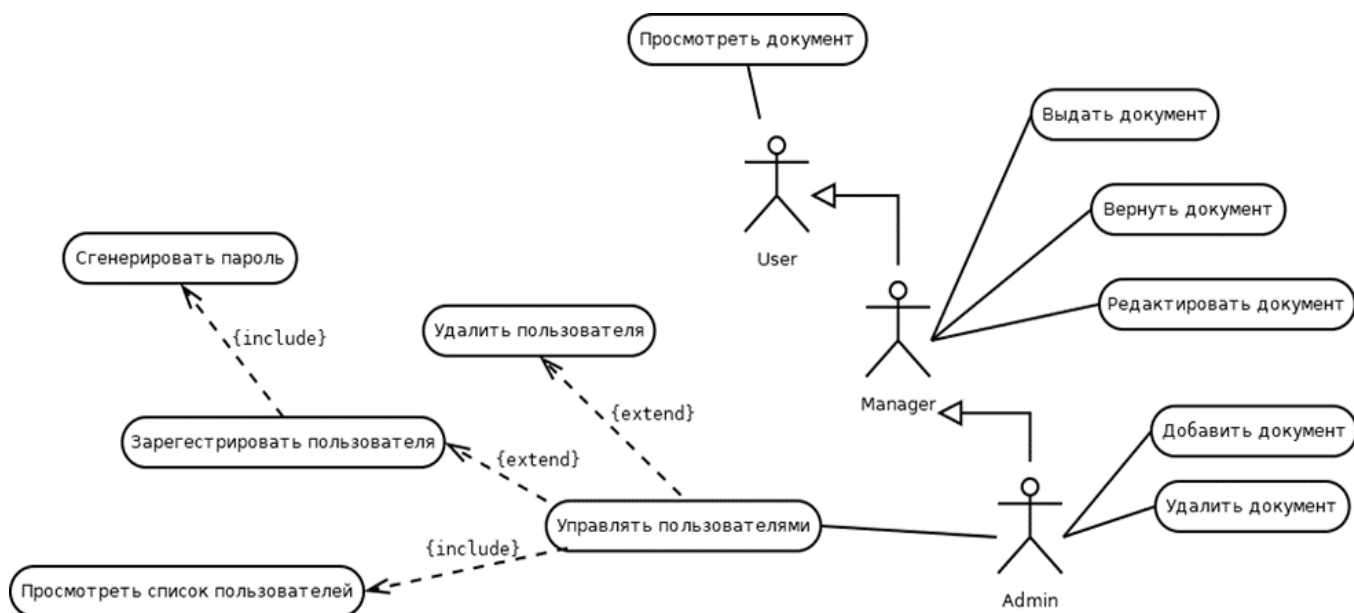 Просмотреть документ
Выдать документ
Вернуть документ
User
Сгенерировать пароль
Редактировать документ
{include}
Удалить пользователя
Manager
{extend}
Добавить документ
Зарегестрировать пользователя
{extend}
Удалить документ
Управлять пользователями
{include}
Просмотреть список пользователей
Admin